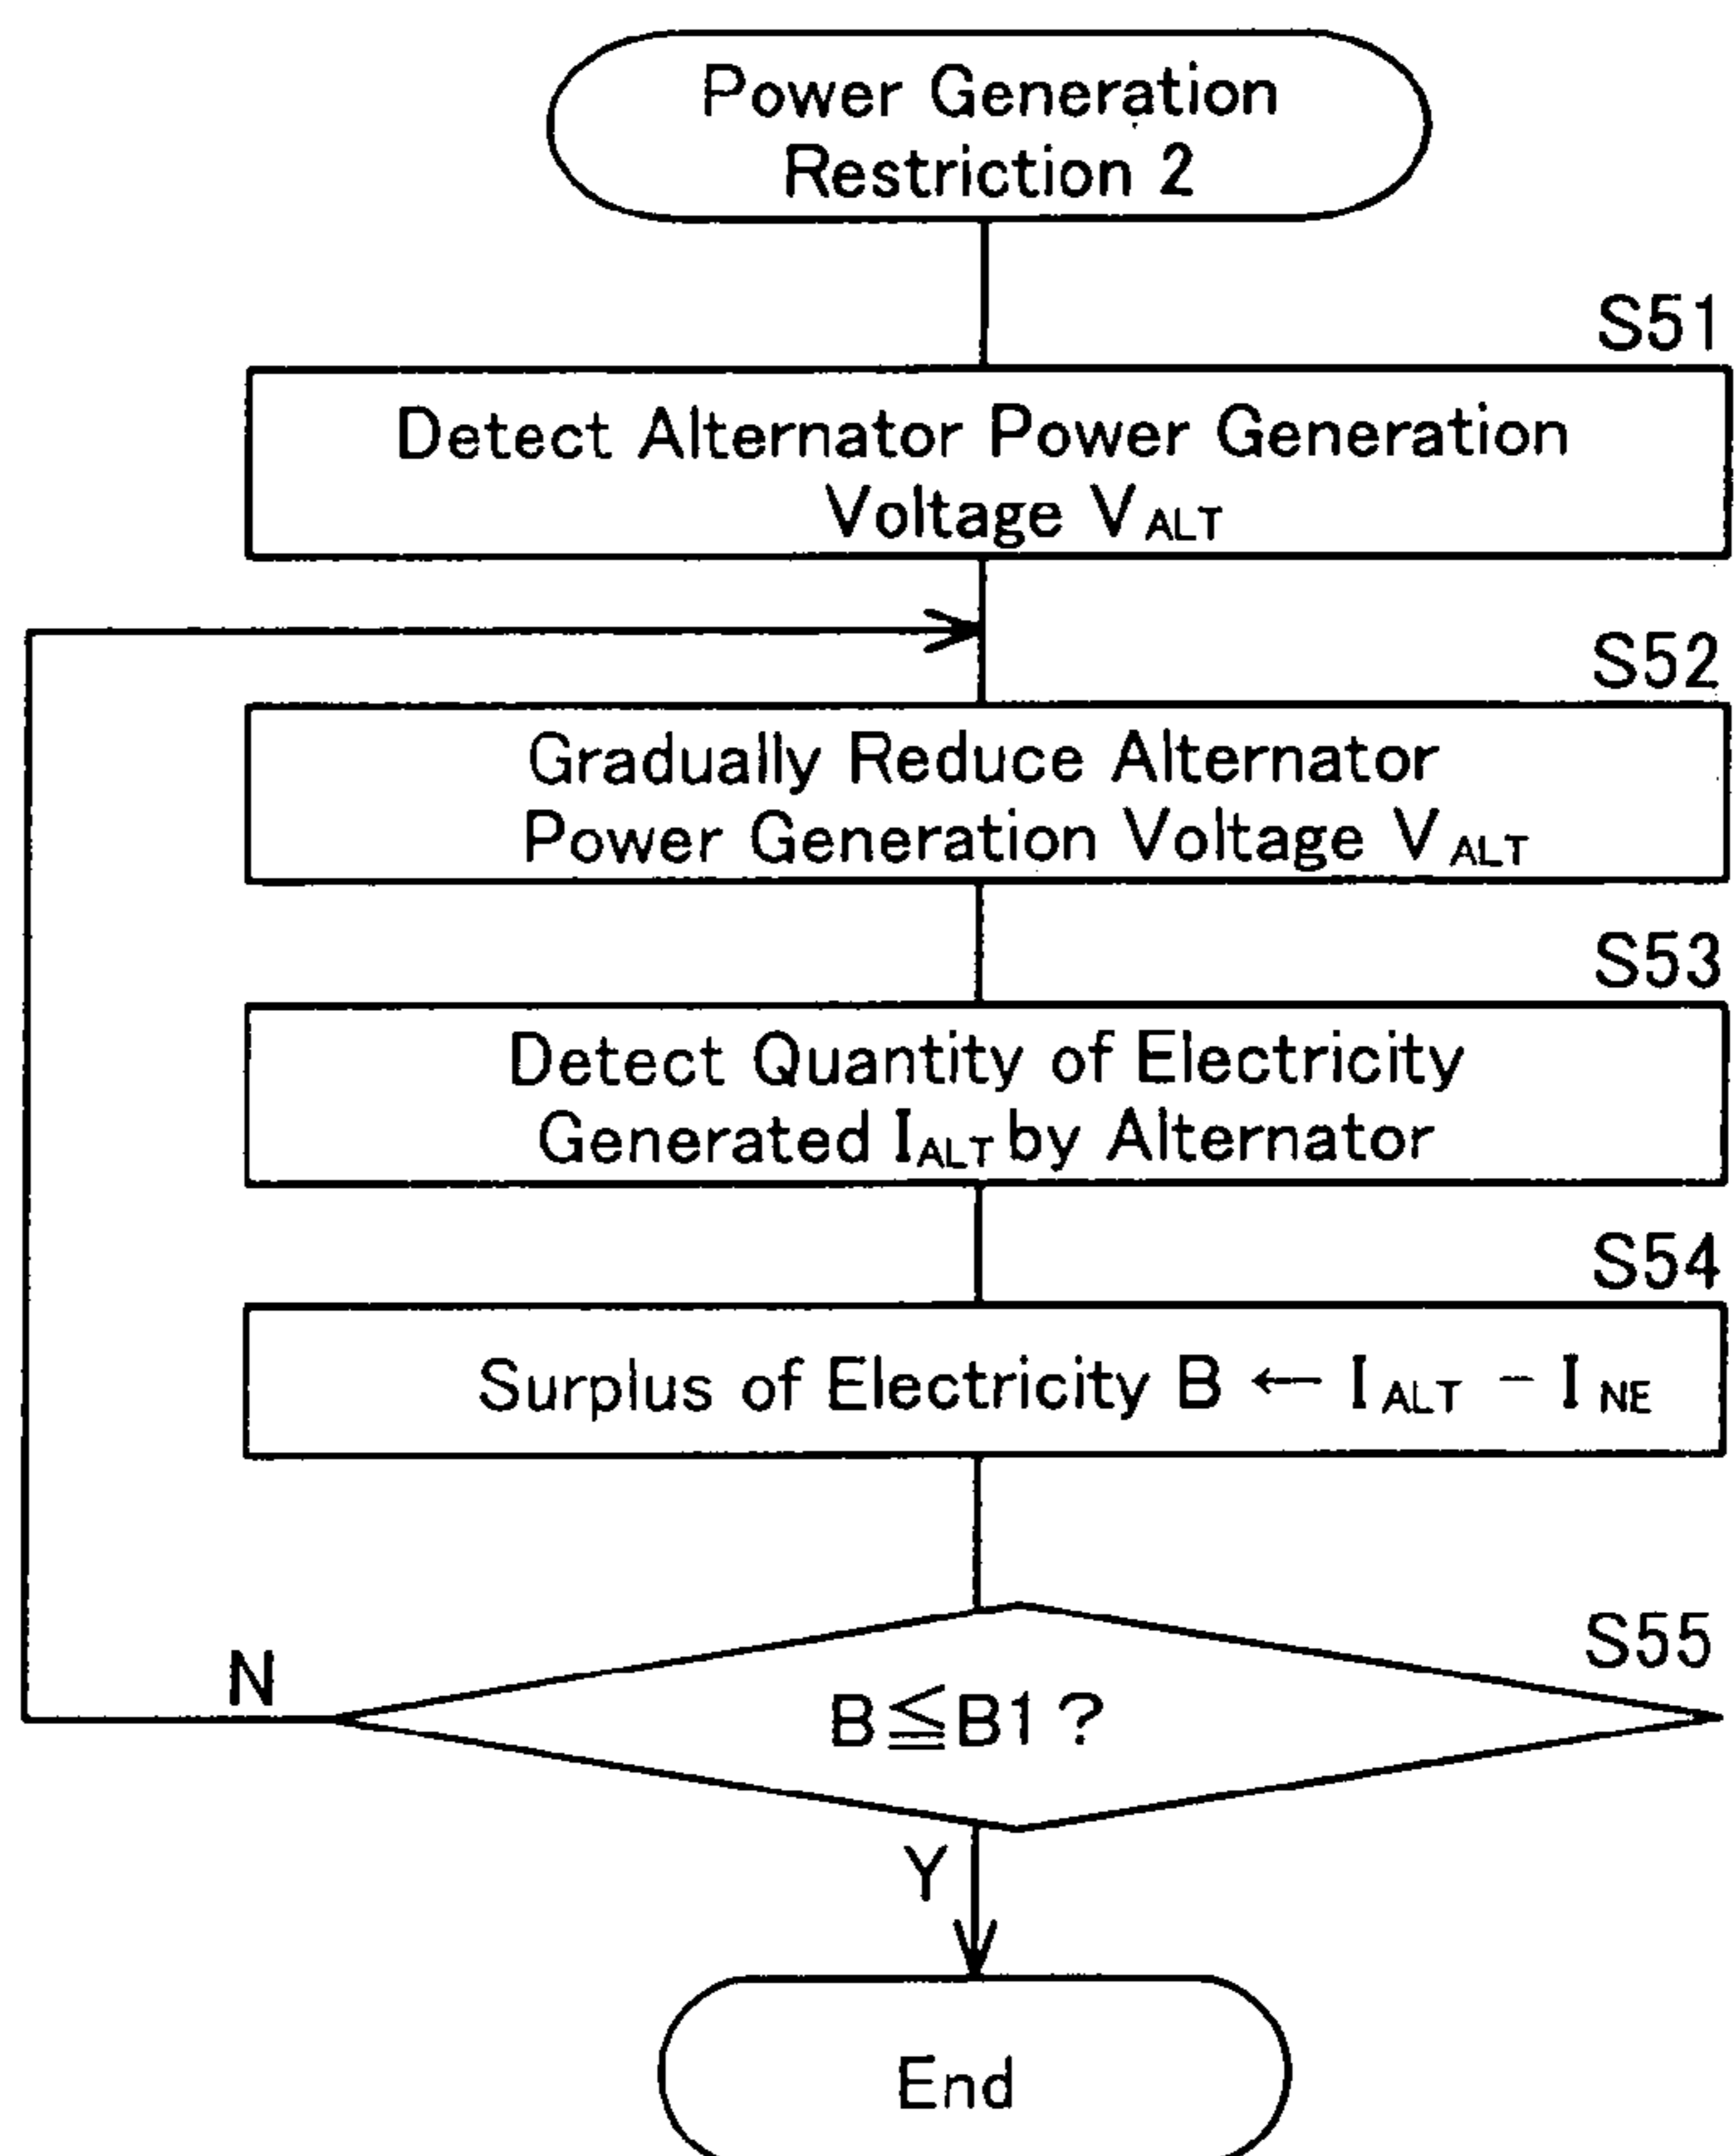 Power Generation
Restriction 2
S51
Detect Alternator Power Generation
Voltage VALT
S52
Gradually Reduce Alternator
Power Generation Voltage VALT
S53
Detect Quantity of Electricity
Generated IALT by Alternator
S54
Surplus of Electricity B ← IALT − INE
S55
N
B≦B1?
Y
End